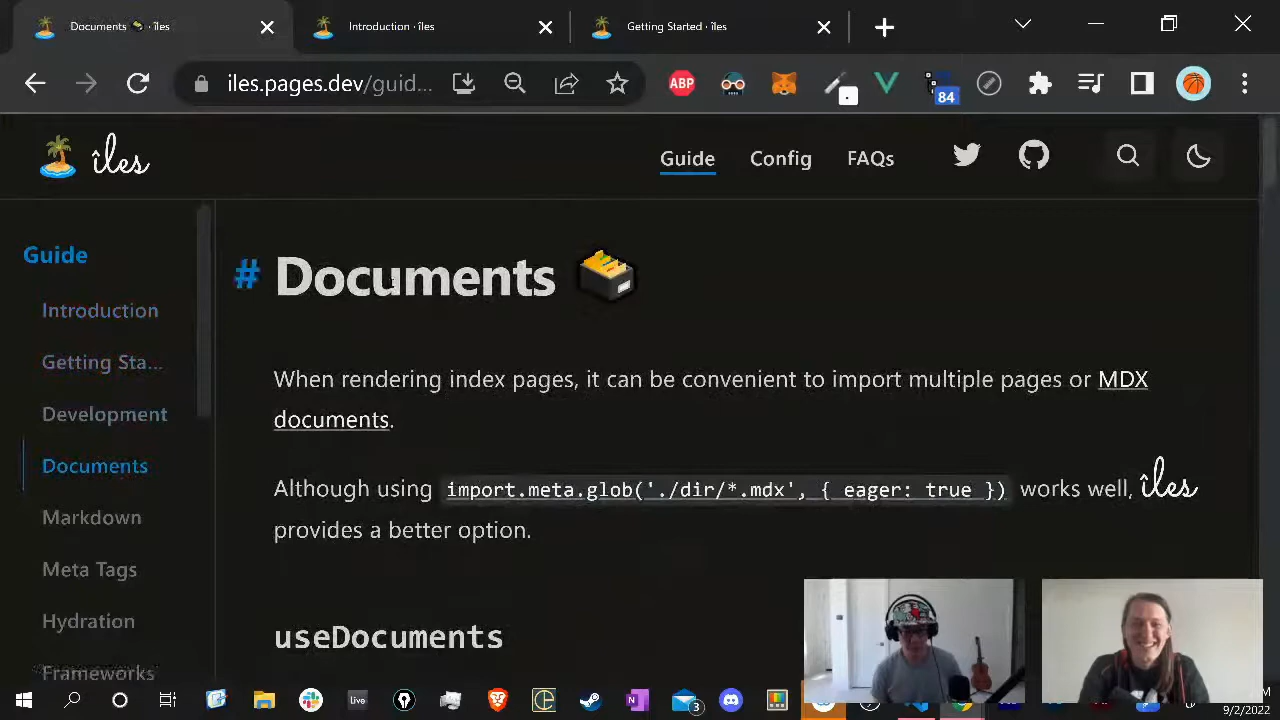 Documents 🗃 · îles
Introduction · îles
Getting Started · îles
iles.pages.dev/guid...
84
îles
Guide
Config
FAQs
Guide
Introduction
Getting Sta...
Development
Documents
Markdown
Meta Tags
Hydration
Frameworks
# Documents
When rendering index pages, it can be convenient to import multiple pages or MDX
documents.
Although using import.meta.glob('./dir/*.mdx', { eager: true }) works well, îles
provides a better option.
useDocuments
ABP
Live
3
9/2/2022